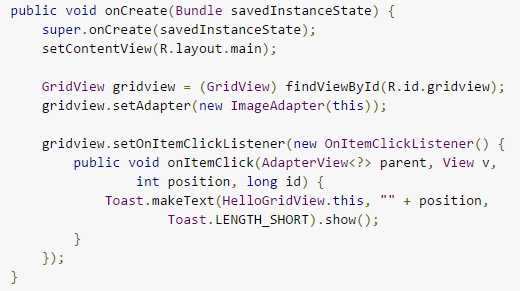 public void onCreate(Bundle savedInstanceState) {
    super.onCreate(savedInstanceState);
    setContentView(R.layout.main);

    GridView gridview = (GridView) findViewById(R.id.gridview);
    gridview.setAdapter(new ImageAdapter(this));

    gridview.setOnItemClickListener(new OnItemClickListener() {
        public void onItemClick(AdapterView<?> parent, View v,
                int position, long id) {
            Toast.makeText(HelloGridView.this, "" + position,
                    Toast.LENGTH_SHORT).show();
        }
    });
}